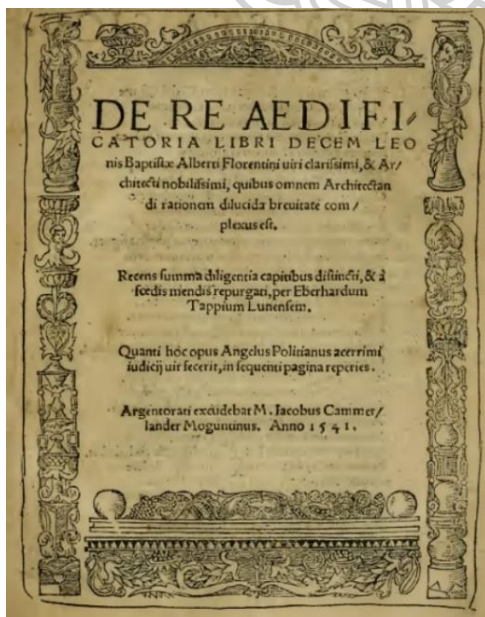 DE RE AEDIFI/
CATORIA LIBRI DECEM LEO
nis Baptistæ Alberti Florentini uiri clarissimi, & Ar/
chitecti nobilissimi, quibus omnem Architectan
di rationem dilucida breuitate com /
plexus est.
Recens summa diligentia capitibus distincti, & à
fœdis mendis repurgati, per Eberhardum
Tappium Lunensem.
Quanti hoc opus Angelus Politianus acerrimi
iudicij uir fecerit, in sequenti pagina reperies.
Argentorati excudebat M. Iacobus Cammer/
lander Moguntinus. Anno 1541.